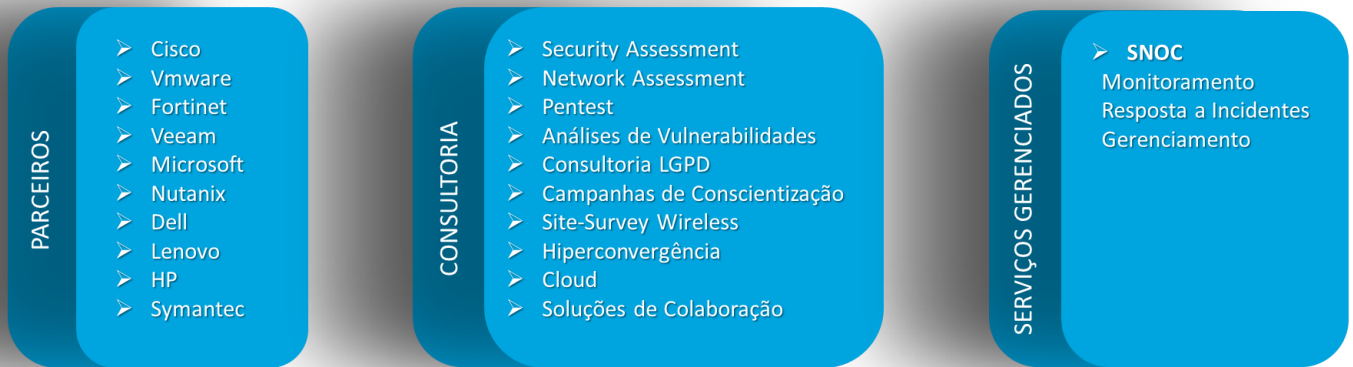 PARCEIROS
➢ Cisco
➢ Vmware
➢ Fortinet
➢ Veeam
➢ Microsoft
➢ Nutanix
➢ Dell
➢ Lenovo
➢ HP
➢ Symantec
CONSULTORIA
➢ Security Assessment
➢ Network Assessment
➢ Pentest
➢ Análises de Vulnerabilidades
➢ Consultoria LGPD
➢ Campanhas de Conscientização
➢ Site-Survey Wireless
➢ Hiperconvergência
➢ Cloud
➢ Soluções de Colaboração
SERVIÇOS GERENCIADOS
➢ SNOC
Monitoramento
Resposta a Incidentes
Gerenciamento